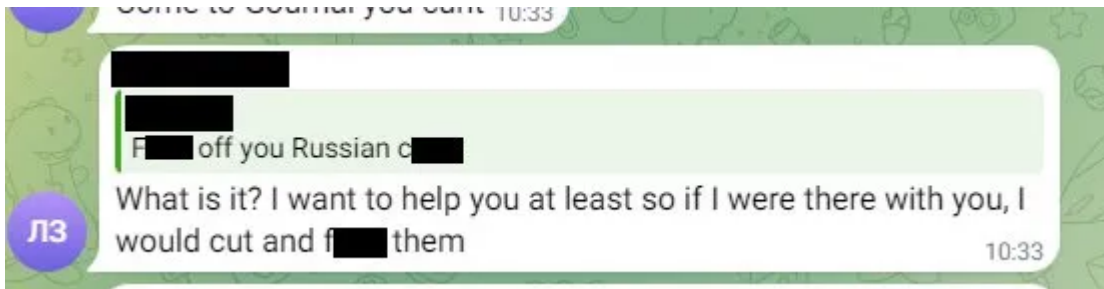 10:33
F off you Russian c
What is it? I want to help you at least so if I were there with you, I
would cut and f them
10:33
ЛЗ